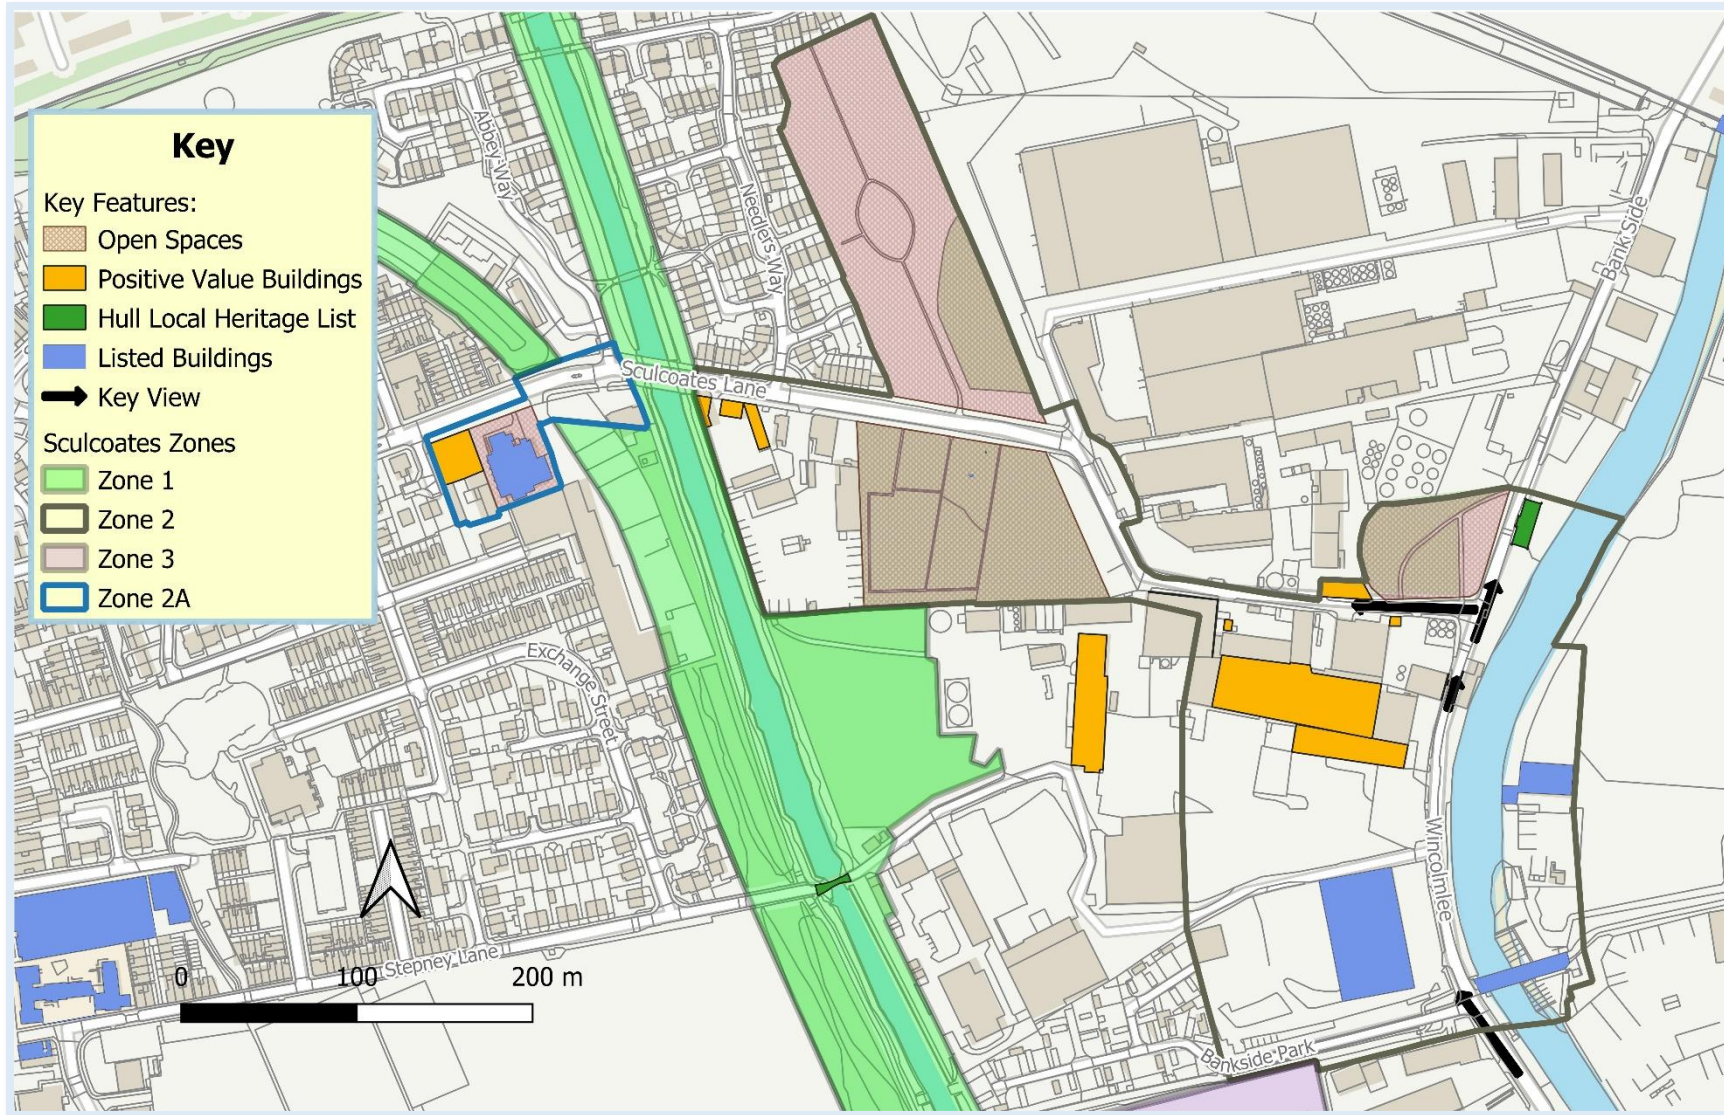 Key
Key Features:
Open Spaces
Positive Value Buildings
Hull Local Heritage List
Listed Buildings
Key View
Sculcoates Zones
Zone 1
Zone 2
Zone 3
Zone 2A
Abbey Way
Needlers Way
Sculcoates Lane
Bank Side
Exchange Street
Wincolmlee
Stepney Lane
Bankside Park
0 100 200 m